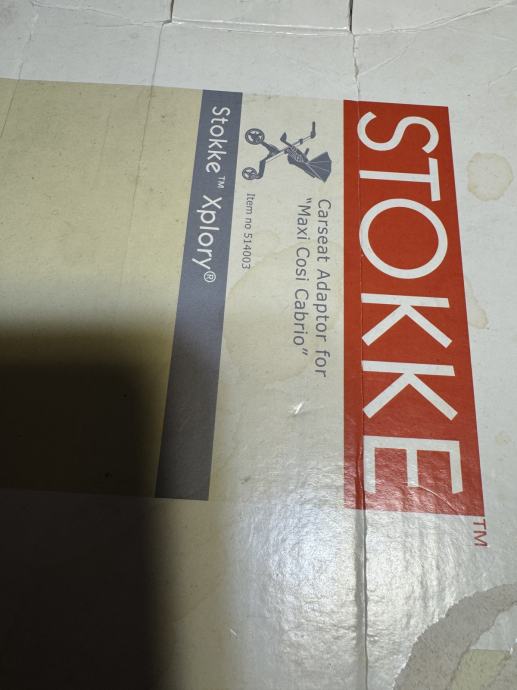 STOKKE™
Carseat Adaptor for
"Maxi Cosi Cabrio"
Item no 514003
Stokke™ Xplory®